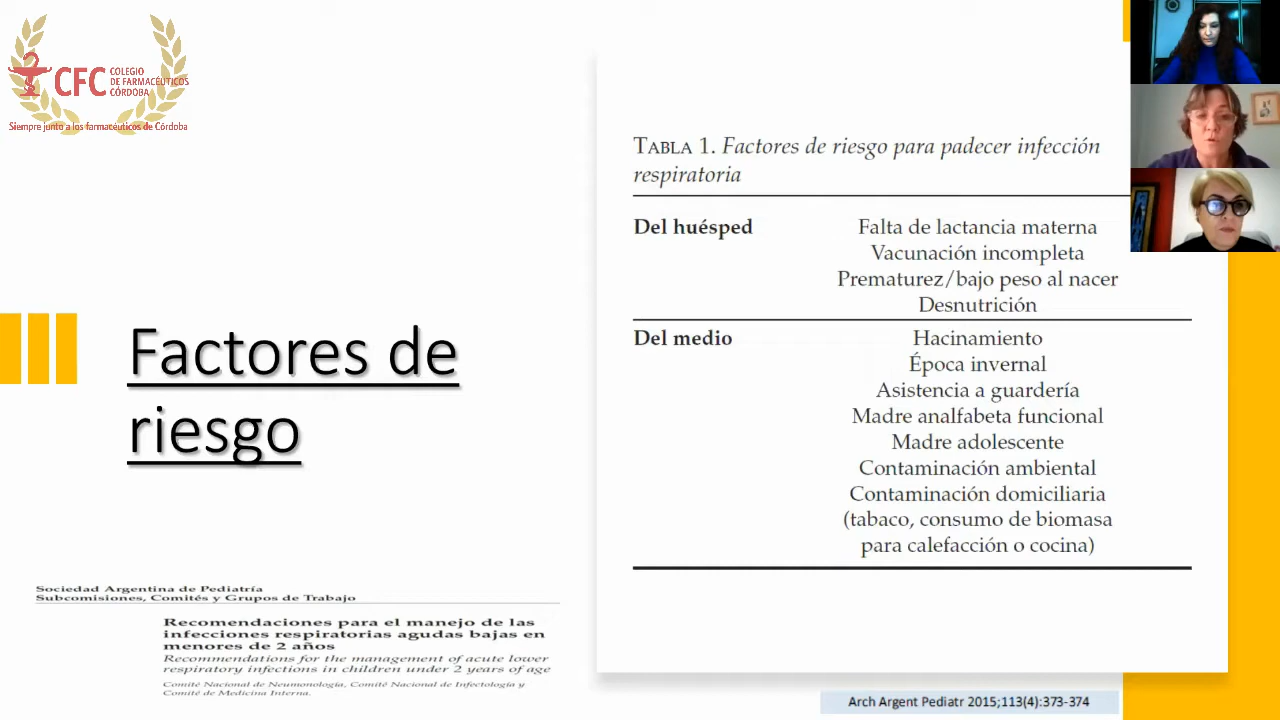 CFC
COLEGIO
DE FARMACÉUTICOS
CÓRDOBA
Siempre junto a los farmacéuticos de Córdoba
Factores de
riesgo
TABLA 1. Factores de riesgo para padecer infección
respiratoria
Del huésped
Falta de lactancia materna
Vacunación incompleta
Prematurez/bajo peso al nacer
Desnutrición
Del medio
Hacinamiento
Época invernal
Asistencia a guardería
Madre analfabeta funcional
Madre adolescente
Contaminación ambiental
Contaminación domiciliaria
(tabaco, consumo de biomasa
para calefacción o cocina)
Sociedad Argentina de Pediatría
Subcomisiones, Comités y Grupos de Trabajo
Recomendaciones para el manejo de las
infecciones respiratorias agudas bajas en
menores de 2 años
Recommendations for the management of acute lower
respiratory infections in children under 2 years of age
Comité Nacional de Neumonología, Comité Nacional de Infectología y
Comité de Medicina Interna.
Arch Argent Pediatr 2015;113(4):373-374